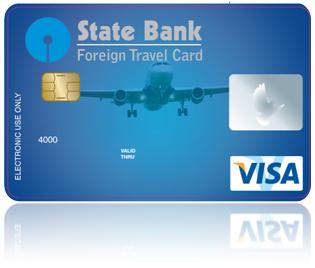 State Bank
Foreign Travel Card
ELECTRONIC USE ONLY
4000
VALID
THRU
VISA